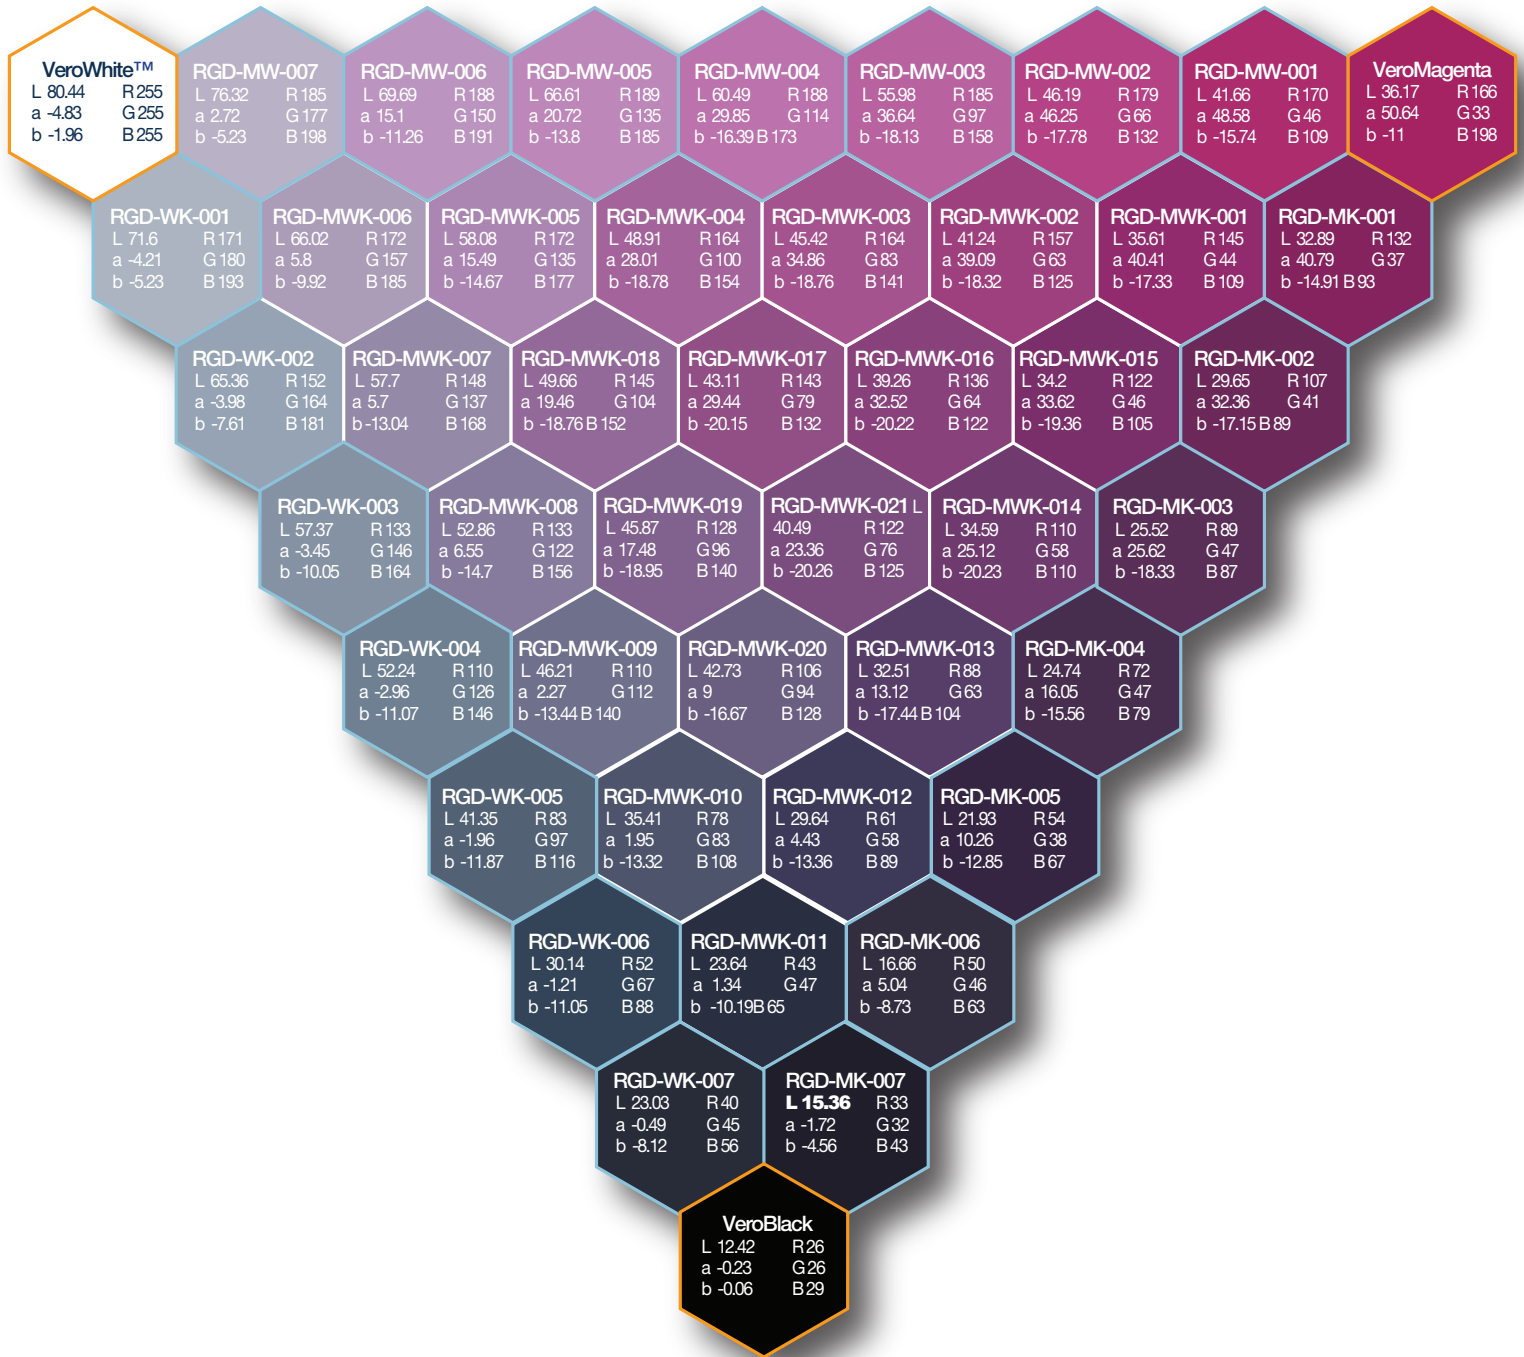 VeroWhite™
L 80.44 R 255
a -4.83 G 255
b -1.96 B 255
RGD-MW-007
L 76.32 R 185
a 2.72 G 177
b -5.23 B 198
RGD-MW-006
L 69.69 R 188
a 15.1 G 150
b -11.26 B 191
RGD-MW-005
L 66.61 R 189
a 20.72 G 135
b -13.8 B 185
RGD-MW-004
L 60.49 R 188
a 29.85 G 114
b -16.39 B 173
RGD-MW-003
L 55.98 R 185
a 36.64 G 97
b -18.13 B 158
RGD-MW-002
L 46.19 R 179
a 46.25 G 66
b -17.78 B 132
RGD-MW-001
L 41.66 R 170
a 48.58 G 46
b -15.74 B 109
VeroMagenta
L 36.17 R 166
a 50.64 G 33
b -11 B 198
RGD-WK-001
L 71.6 R 171
a -4.21 G 180
b -5.23 B 193
RGD-MWK-006
L 66.02 R 172
a 5.8 G 157
b -9.92 B 185
RGD-MWK-005
L 58.08 R 172
a 15.49 G 135
b -14.67 B 177
RGD-MWK-004
L 48.91 R 164
a 28.01 G 100
b -18.78 B 154
RGD-MWK-003
L 45.42 R 164
a 34.86 G 83
b -18.76 B 141
RGD-MWK-002
L 41.24 R 157
a 39.09 G 63
b -18.32 B 125
RGD-MWK-001
L 35.61 R 145
a 40.41 G 44
b -17.33 B 109
RGD-MK-001
L 32.89 R 132
a 40.79 G 37
b -14.91 B 93
RGD-WK-002
L 65.36 R 152
a -3.98 G 164
b -7.61 B 181
RGD-MWK-007
L 57.7 R 148
a 5.7 G 137
b -13.04 B 168
RGD-MWK-018
L 49.66 R 145
a 19.46 G 104
b -18.76 B 152
RGD-MWK-017
L 43.11 R 143
a 29.44 G 79
b -20.15 B 132
RGD-MWK-016
L 39.26 R 136
a 32.52 G 64
b -20.22 B 122
RGD-MWK-015
L 34.2 R 122
a 33.62 G 46
b -19.36 B 105
RGD-MK-002
L 29.65 R 107
a 32.36 G 41
b -17.15 B 89
RGD-WK-003
L 57.37 R 133
a -3.45 G 146
b -10.05 B 164
RGD-MWK-008
L 52.86 R 133
a 6.55 G 122
b -14.7 B 156
RGD-MWK-019
L 45.87 R 128
a 17.48 G 96
b -18.95 B 140
RGD-MWK-021 L
40.49 R 122
a 23.36 G 76
b -20.26 B 125
RGD-MWK-014
L 34.59 R 110
a 25.12 G 58
b -20.23 B 110
RGD-MK-003
L 25.52 R 89
a 25.62 G 47
b -18.33 B 87
RGD-WK-004
L 52.24 R 110
a -2.96 G 126
b -11.07 B 146
RGD-MWK-009
L 46.21 R 110
a 2.27 G 112
b -13.44 B 140
RGD-MWK-020
L 42.73 R 106
a 9 G 94
b -16.67 B 128
RGD-MWK-013
L 32.51 R 88
a 13.12 G 63
b -17.44 B 104
RGD-MK-004
L 24.74 R 72
a 16.05 G 47
b -15.56 B 79
RGD-WK-005
L 41.35 R 83
a -1.96 G 97
b -11.87 B 116
RGD-MWK-010
L 35.41 R 78
a 1.95 G 83
b -13.32 B 108
RGD-MWK-012
L 29.64 R 61
a 4.43 G 58
b -13.36 B 89
RGD-MK-005
L 21.93 R 54
a 10.26 G 38
b -12.85 B 67
RGD-WK-006
L 30.14 R 52
a -1.21 G 67
b -11.05 B 88
RGD-MWK-011
L 23.64 R 43
a 1.34 G 47
b -10.19 B 65
RGD-MK-006
L 16.66 R 50
a 5.04 G 46
b -8.73 B 63
RGD-WK-007
L 23.03 R 40
a -0.49 G 45
b -8.12 B 56
RGD-MK-007
L 15.36 R 33
a -1.72 G 32
b -4.56 B 43
VeroBlack
L 12.42 R 26
a -0.23 G 26
b -0.06 B 29